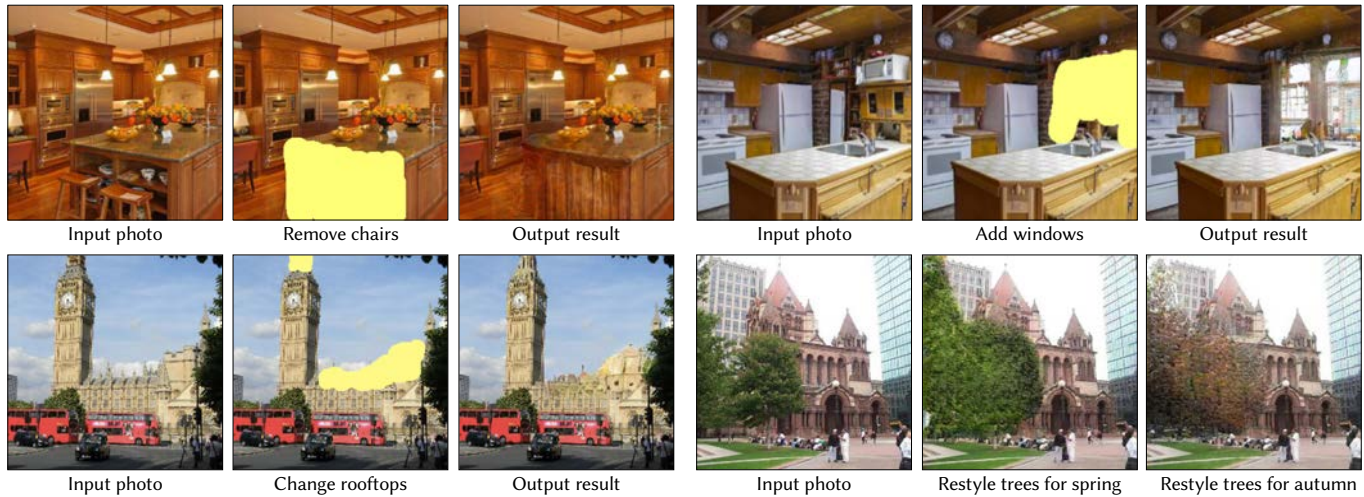 Input photo
Remove chairs
Output result
Input photo
Add windows
Output result
Input photo
Change rooftops
Output result
Input photo
Restyle trees for spring
Restyle trees for autumn